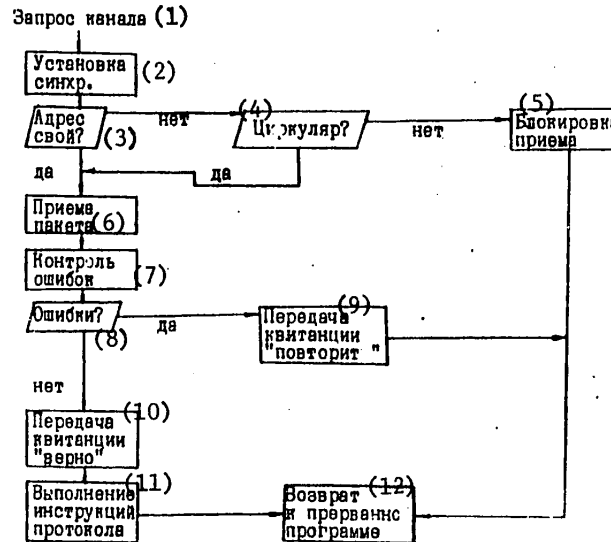 Запрос канала (1)
Установка
синхр.
(2)
Адрес
свой?
(3)
нет
(4)
Циркуляр?
нет
(5)
Блокировка
приема
да
да
Прием
пакета
(6)
Контроль
ошибок
(7)
Ошибки?
(8)
да
(9)
Передача
квитанции
"повторит "
нет
(10)
Передача
квитанции
"верно"
(11)
Выполнение
инструкций
протокола
(12)
Возврат
к прерванис
программе